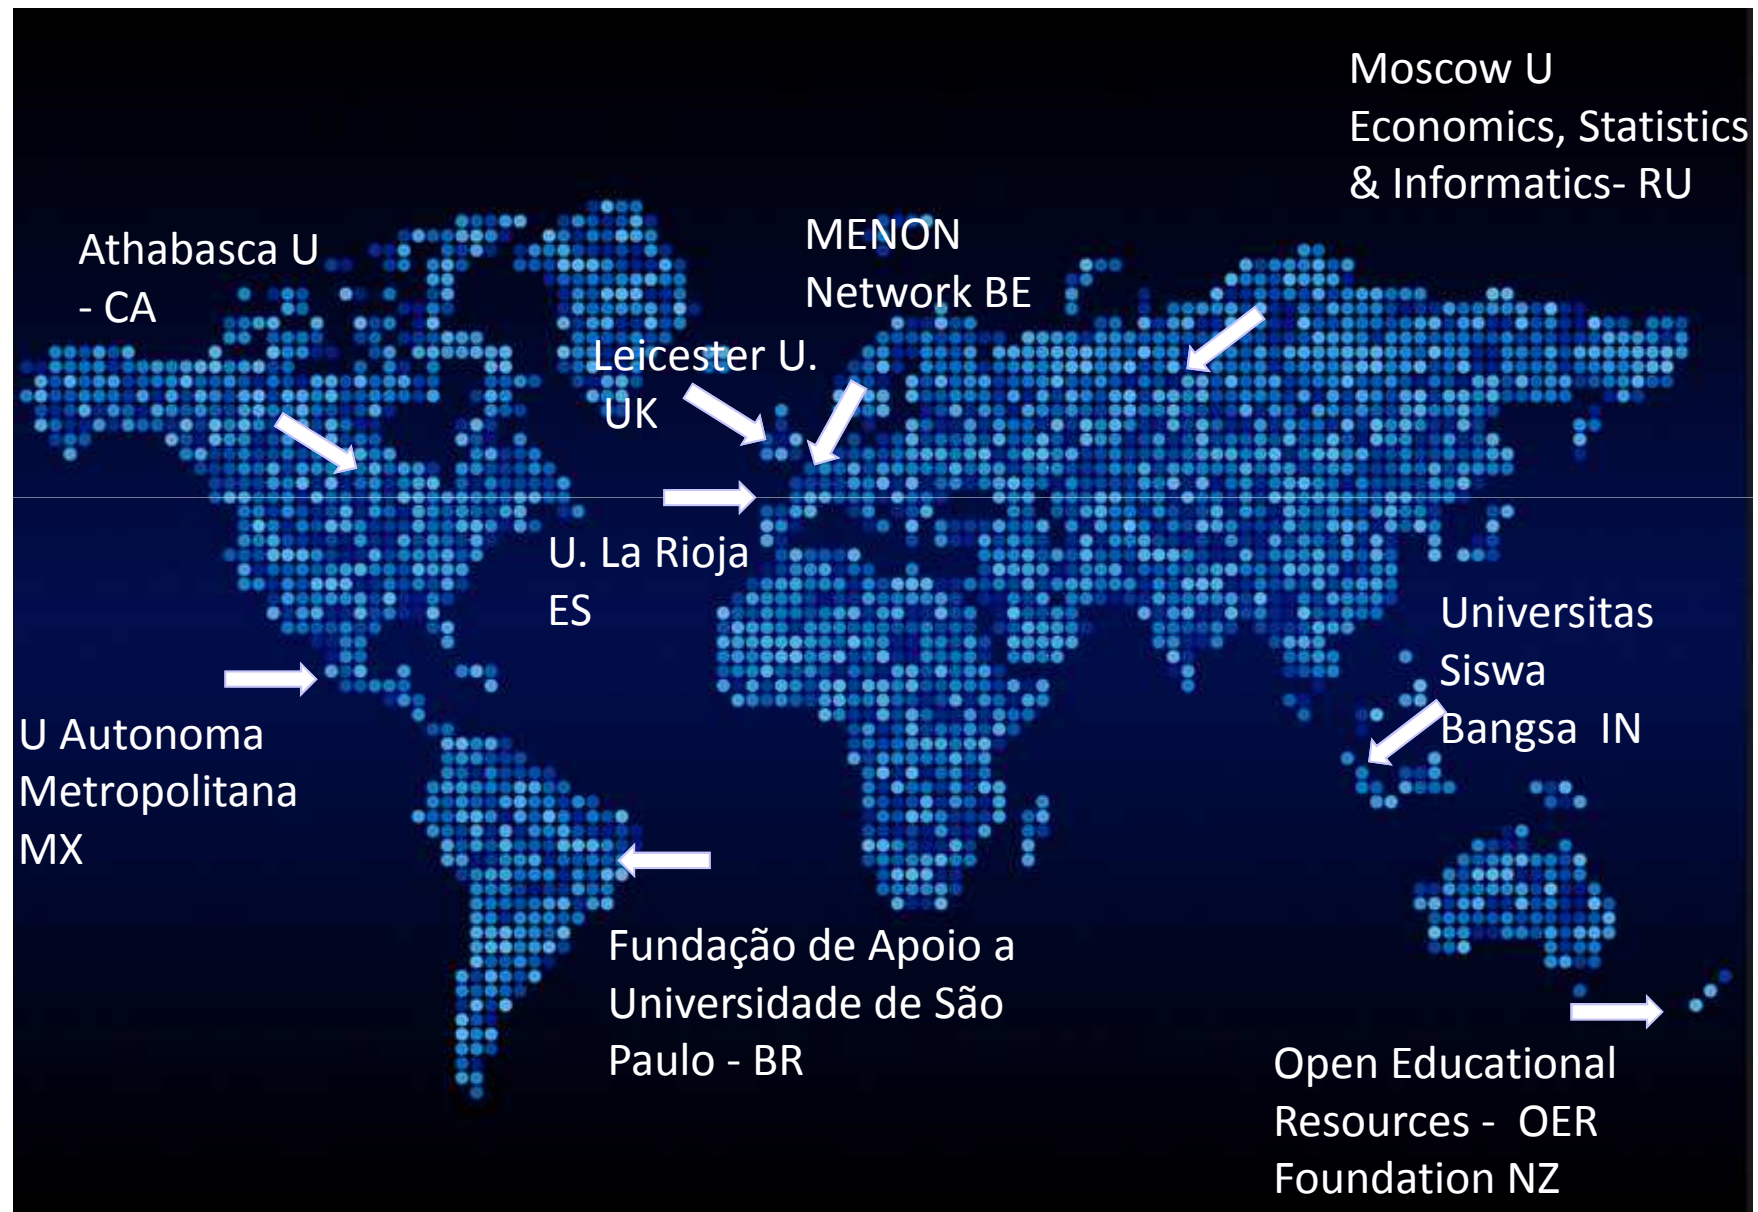 Moscow U
Economics, Statistics
& Informatics- RU
Athabasca U
- CA
MENON
Network BE
Leicester U.
UK
U. La Rioja
ES
Universitas
Siswa
Bangsa  IN
U Autonoma
Metropolitana
MX
Fundação de Apoio a
Universidade de São
Paulo - BR
Open Educational
Resources -  OER
Foundation NZ